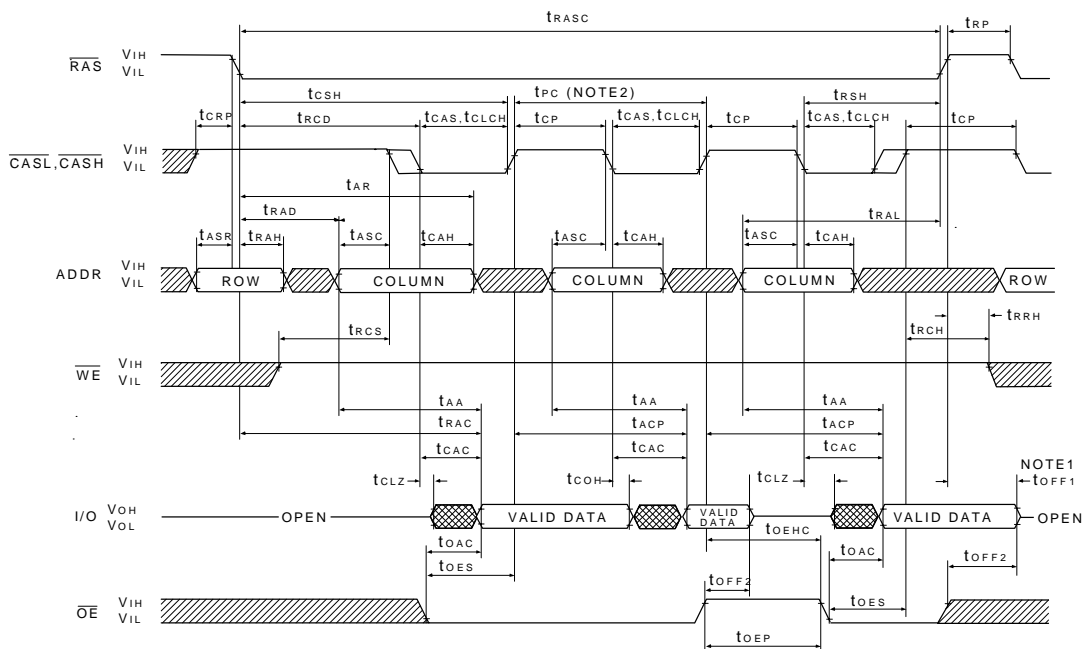 tRASC tRP
RAS VIH
VIL
tCSH tPC (NOTE2) tRSH
tCRP tRCD tCAS,tCLCH tCP tCAS,tCLCH tCP tCAS,tCLCH tCP
CASL,CASH VIH
VIL
tAR
tRAD tRAL
tASR tRAH tASC tCAH tASC tCAH tASC tCAH
ADDR VIH
VIL
ROW COLUMN COLUMN COLUMN ROW
tRCS tRCH tRRH
WE VIH
VIL
tAA tAA tAA
tRAC tACP tACP
tCAC tCAC tCAC
tCLZ tCOH tCLZ NOTE1
tOFF1
I/O VOH
VOL
OPEN VALID DATA VALID
DATA VALID DATA OPEN
tOEHC
tOAC tOAC
tOES tOFF2 tOES tOFF2
OE VIH
VIL
tOEP